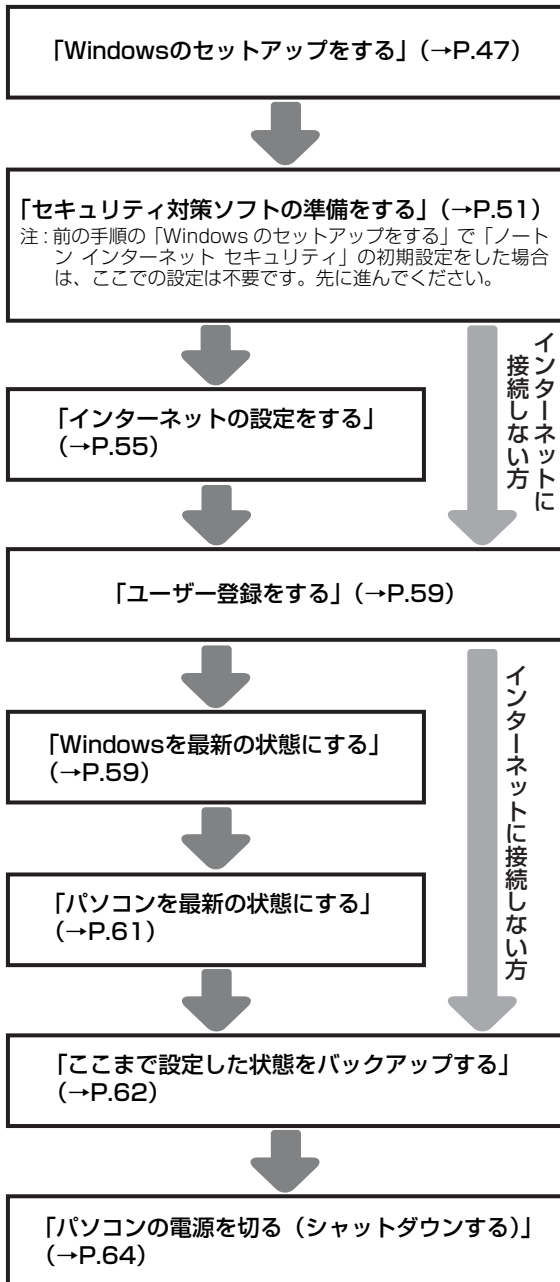 「Windowsのセットアップをする」（→P.47）
「セキュリティ対策ソフトの準備をする」（→P.51）
注：前の手順の「Windows のセットアップをする」で「ノート
ン インターネット セキュリティ」の初期設定をした場合
は、ここでの設定は不要です。先に進んでください。
インターネットに
接続しない方
「インターネットの設定をする」
（→P.55）
「ユーザー登録をする」（→P.59）
インターネットに接続しない方
「Windowsを最新の状態にする」
（→P.59）
「パソコンを最新の状態にする」
（→P.61）
「ここまで設定した状態をバックアップする」
（→P.62）
「パソコンの電源を切る（シャットダウンする）」
（→P.64）